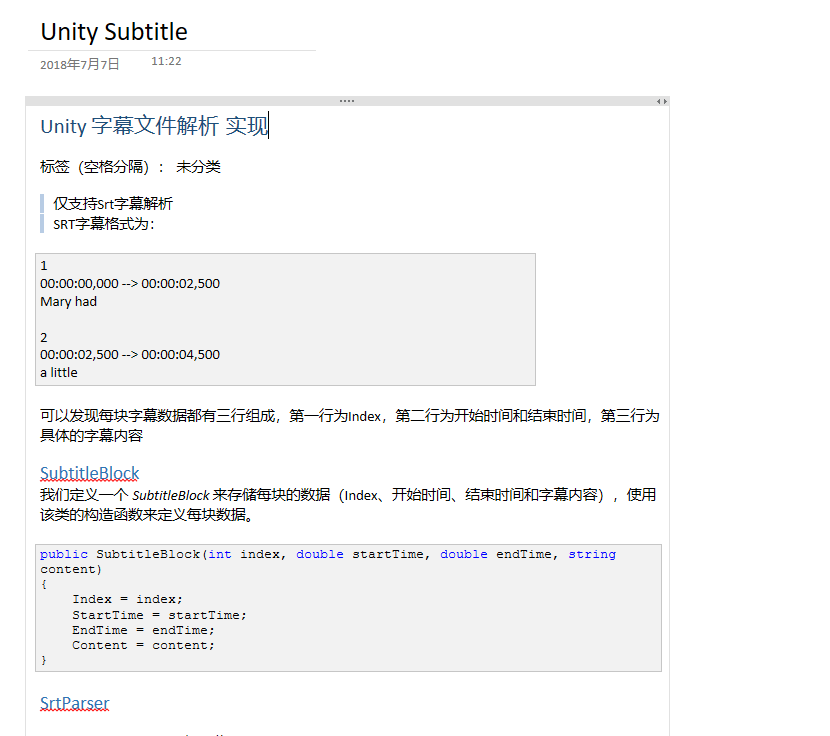 Unity Subtitle
2018年7月7日 11:22
Unity 字幕文件解析 实现
标签（空格分隔）： 未分类
仅支持Srt字幕解析
SRT字幕格式为：
1
00:00:00,000 --> 00:00:02,500
Mary had
2
00:00:02,500 --> 00:00:04,500
a little
可以发现每块字幕数据都有三行组成，第一行为Index，第二行为开始时间和结束时间，第三行为
具体的字幕内容
SubtitleBlock
我们定义一个 SubtitleBlock 来存储每块的数据（Index、开始时间、结束时间和字幕内容），使用
该类的构造函数来定义每块数据。
public SubtitleBlock(int index, double startTime, double endTime, string
content)
{
Index = index;
StartTime = startTime;
EndTime = endTime;
Content = content;
}
SrtParser